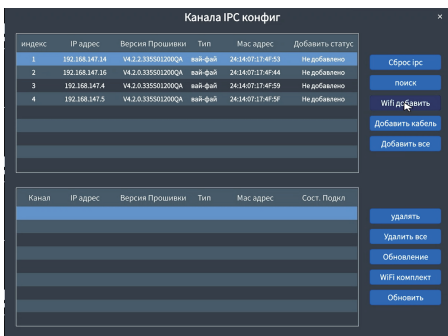 Канала IPC конфиг
×
индекс IP адрес Версия Прошивки Тип Мас адрес Добавить статус
1 192.168.147.14 V4.2.2.335S01200QA вай-фай 24:14:07:17:4F:53 Не добавлено
2 192.168.147.16 V4.2.0.335S01200QA вай-фай 24:14:07:17:4F:44 Не добавлено
3 192.168.147.4 V4.2.0.335S01200QA вай-фай 24:14:07:17:4F:59 Не добавлено
4 192.168.147.5 V4.2.0.335S01200QA вай-фай 24:14:07:17:4F:5F Не добавлено
Сброс ipc
поиск
Wifi добавить
Добавить кабель
Добавить все
Канал IP адрес Версия Прошивки Тип Мас адрес Сост. Подкл
удалять
Удалить все
Обновление
WiFi комплект
Обновить